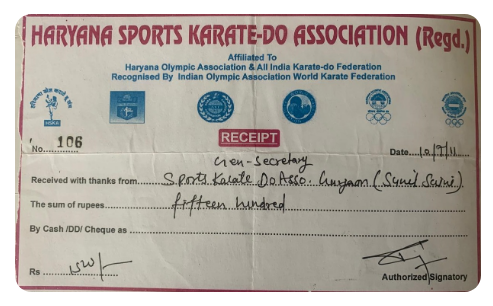 HARYANA SPORTS KARATE-DO ASSOCIATION (Regd.)
Affiliated To
Haryana Olympic Association & All India Karate-do Federation
Recognised By Indian Olympic Association World Karate Federation
RECEIPT
No. 106
Date 10/9/11
Gen-Secretary
Received with thanks from Sports Karate Do Asso. Gurgaon (Sunil Saini)
The sum of rupees fifteen hundred
By Cash /DD/ Cheque as
Rs 1500/-
Authorized Signatory